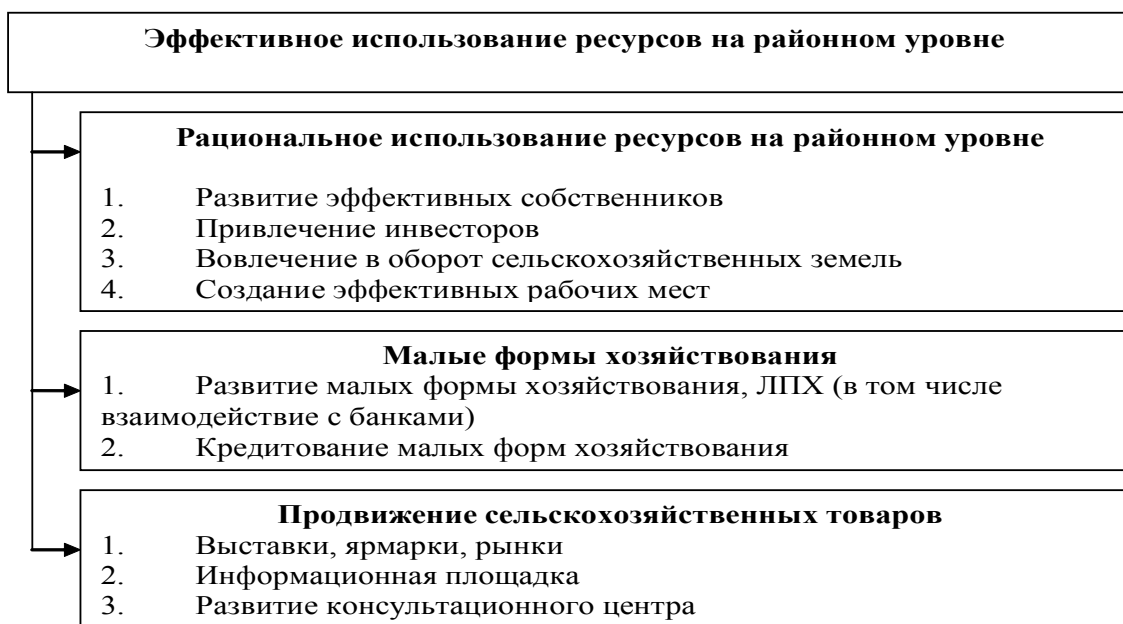 Эффективное использование ресурсов на районном уровне
Рациональное использование ресурсов на районном уровне
1. Развитие эффективных собственников
2. Привлечение инвесторов
3. Вовлечение в оборот сельскохозяйственных земель
4. Создание эффективных рабочих мест
Малые формы хозяйствования
1. Развитие малых формы хозяйствования, ЛПХ (в том числе
взаимодействие с банками)
2. Кредитование малых форм хозяйствования
Продвижение сельскохозяйственных товаров
1. Выставки, ярмарки, рынки
2. Информационная площадка
3. Развитие консультационного центра